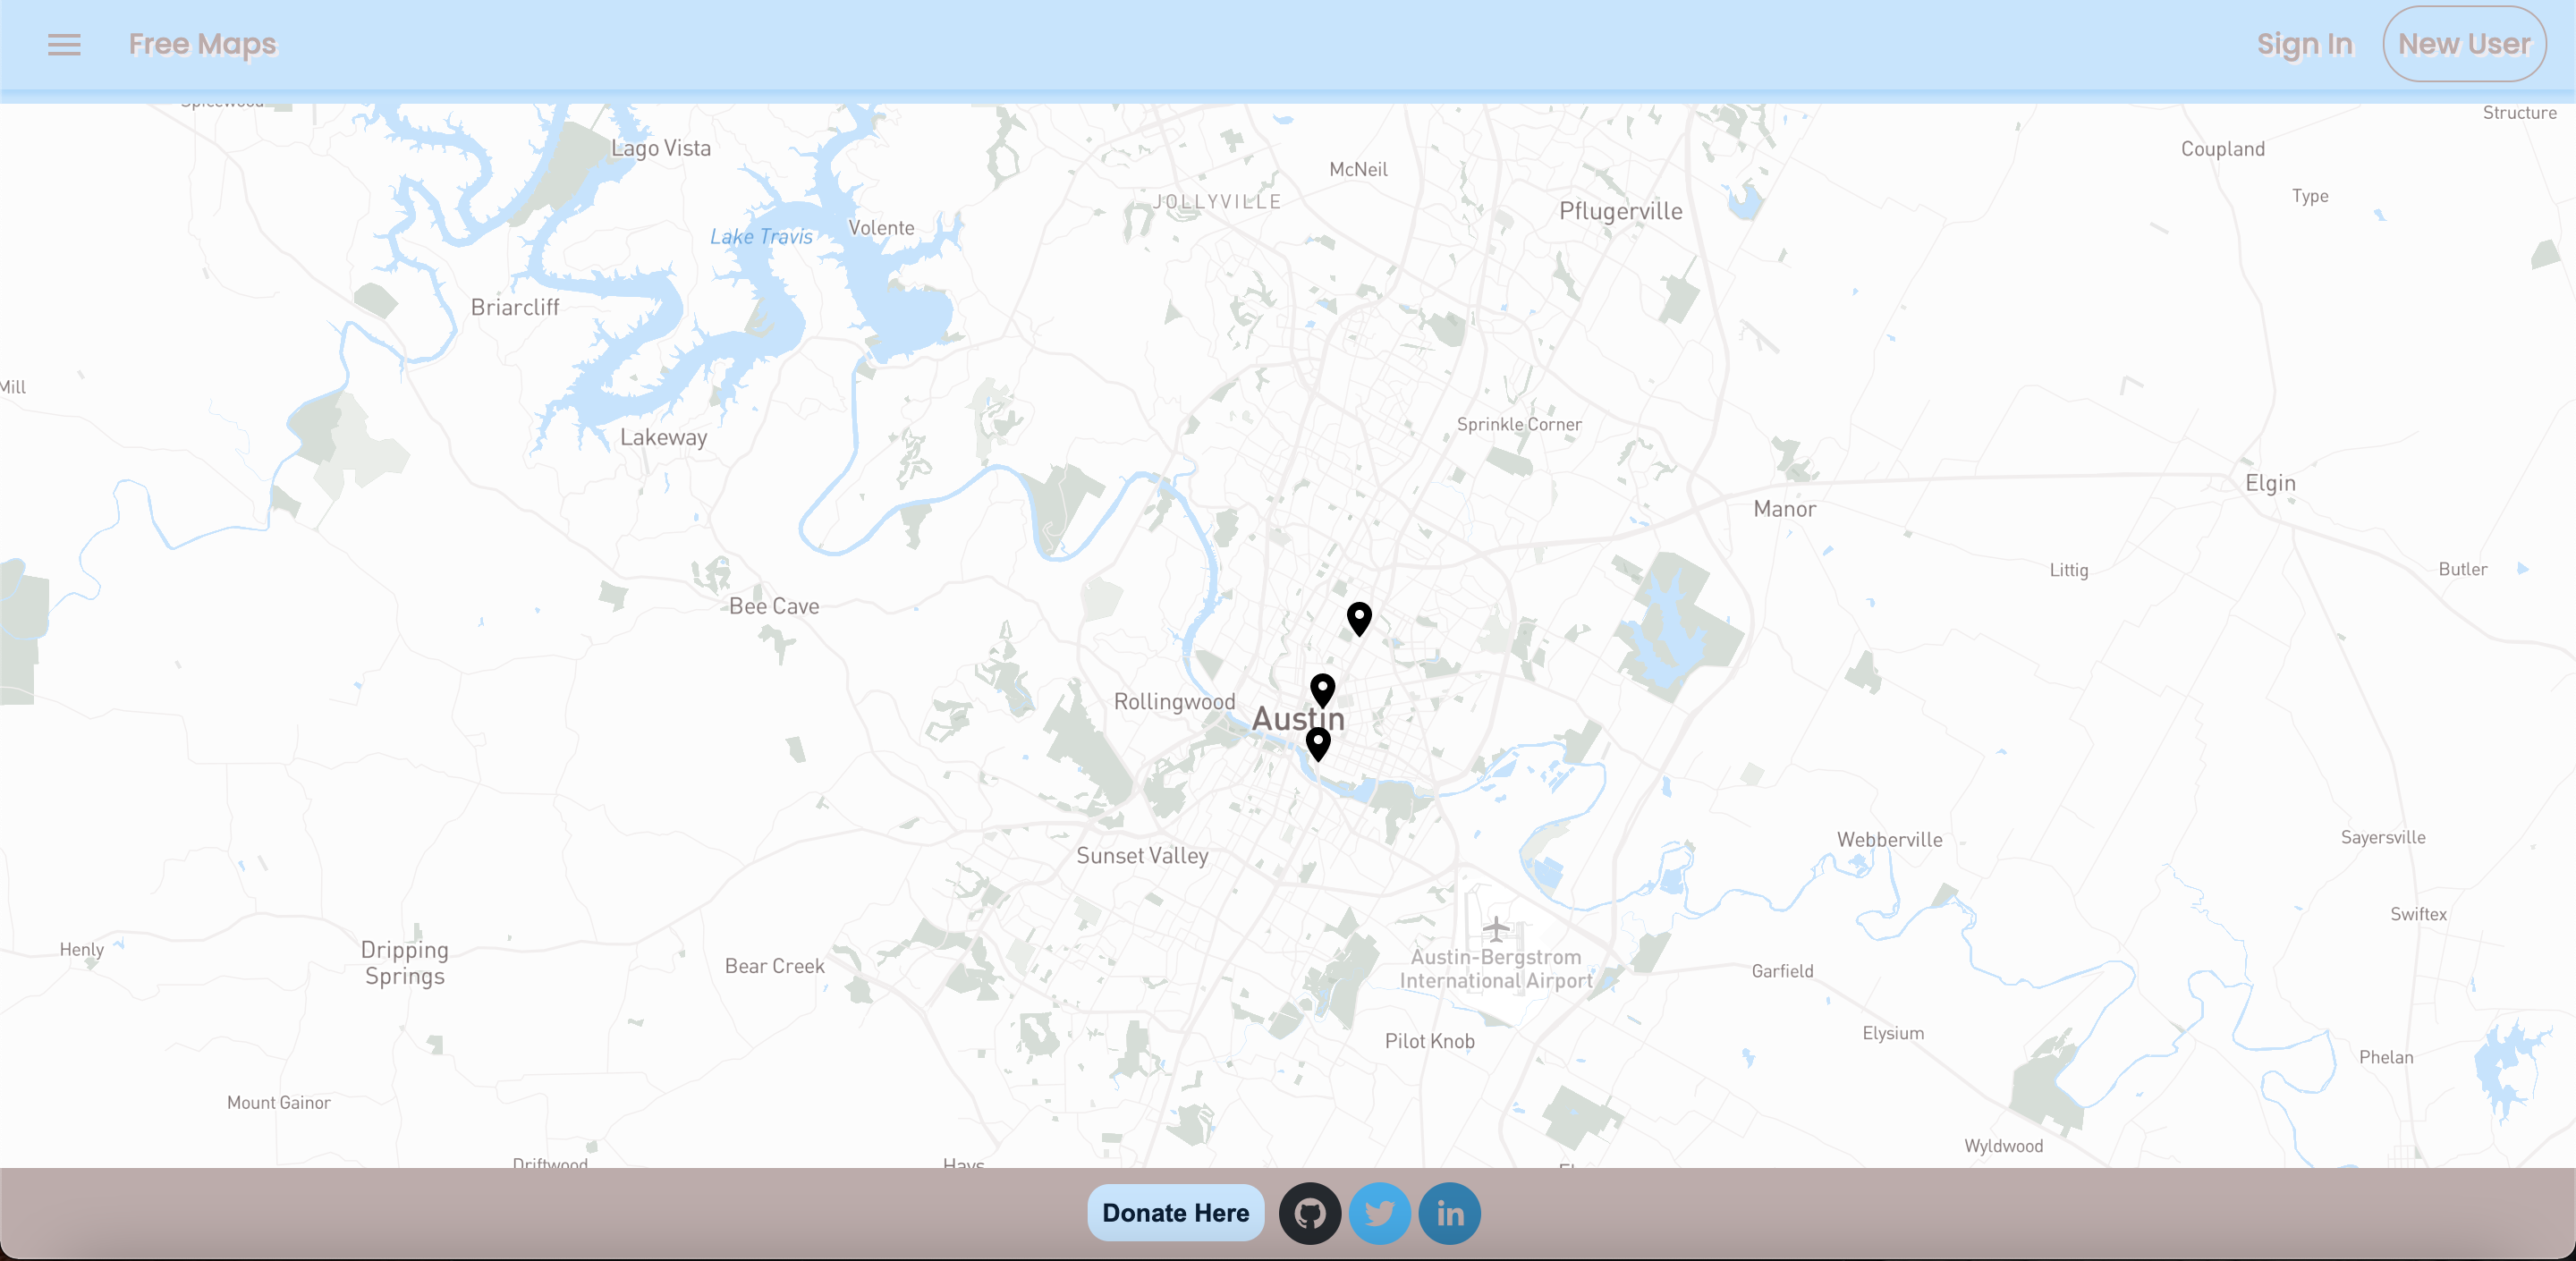 Free Maps
Sign In
New User
Spicewood
Structure
Lago Vista
Coupland
McNeil
Type
JOLLYVILLE
Pflugerville
Volente
Lake Travis
Briarcliff
Mill
Sprinkle Corner
Lakeway
Elgin
Manor
Butler
Littig
Bee Cave
Rollingwood
Austin
Sayersville
Webberville
Sunset Valley
Swiftex
Henly
Dripping
Springs
Austin-Bergstrom
International Airport
Bear Creek
Garfield
Elysium
Pilot Knob
Phelan
Mount Gainor
Wyldwood
Driftwood
Hays
Donate Here
in